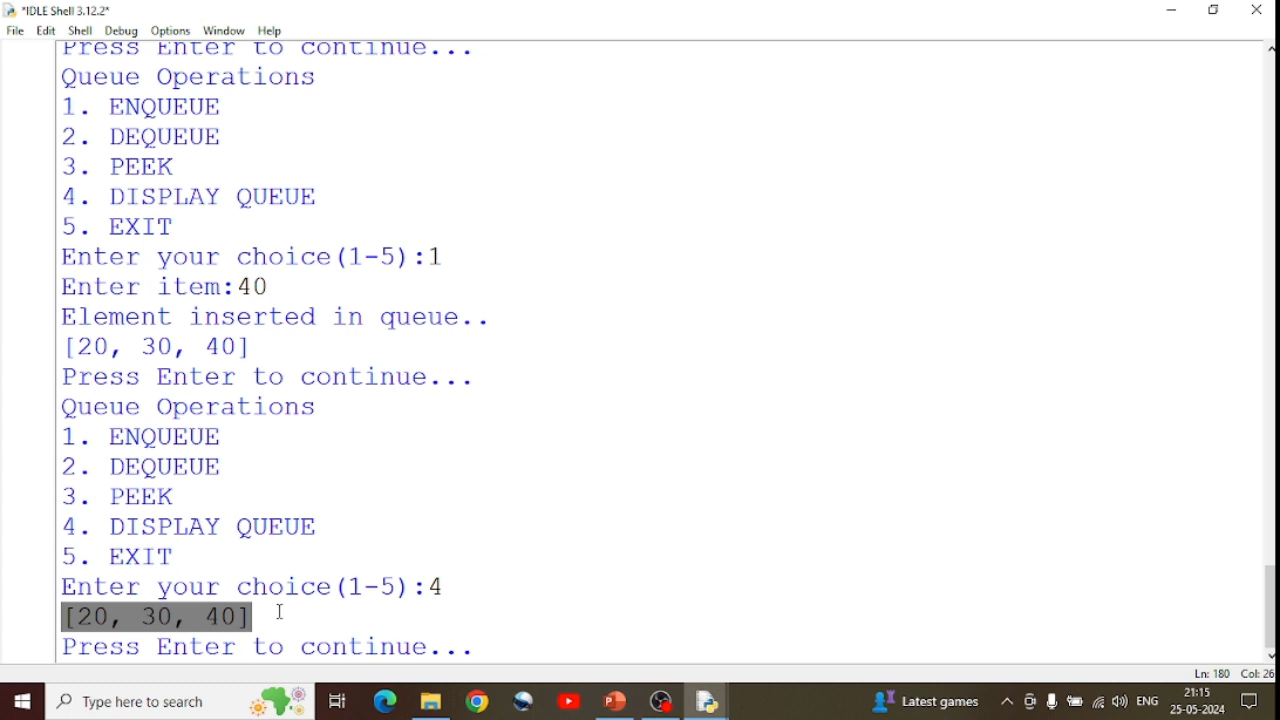 *IDLE Shell 3.12.2*
File Edit Shell Debug Options Window Help
Press Enter to continue...
Queue Operations
1. ENQUEUE
2. DEQUEUE
3. PEEK
4. DISPLAY QUEUE
5. EXIT
Enter your choice(1-5):1
Enter item:40
Element inserted in queue..
[20, 30, 40]
Press Enter to continue...
Queue Operations
1. ENQUEUE
2. DEQUEUE
3. PEEK
4. DISPLAY QUEUE
5. EXIT
Enter your choice(1-5):4
[20, 30, 40]
Press Enter to continue...
Ln: 180 Col: 26
Type here to search
Latest games
ENG
21:15
25-05-2024